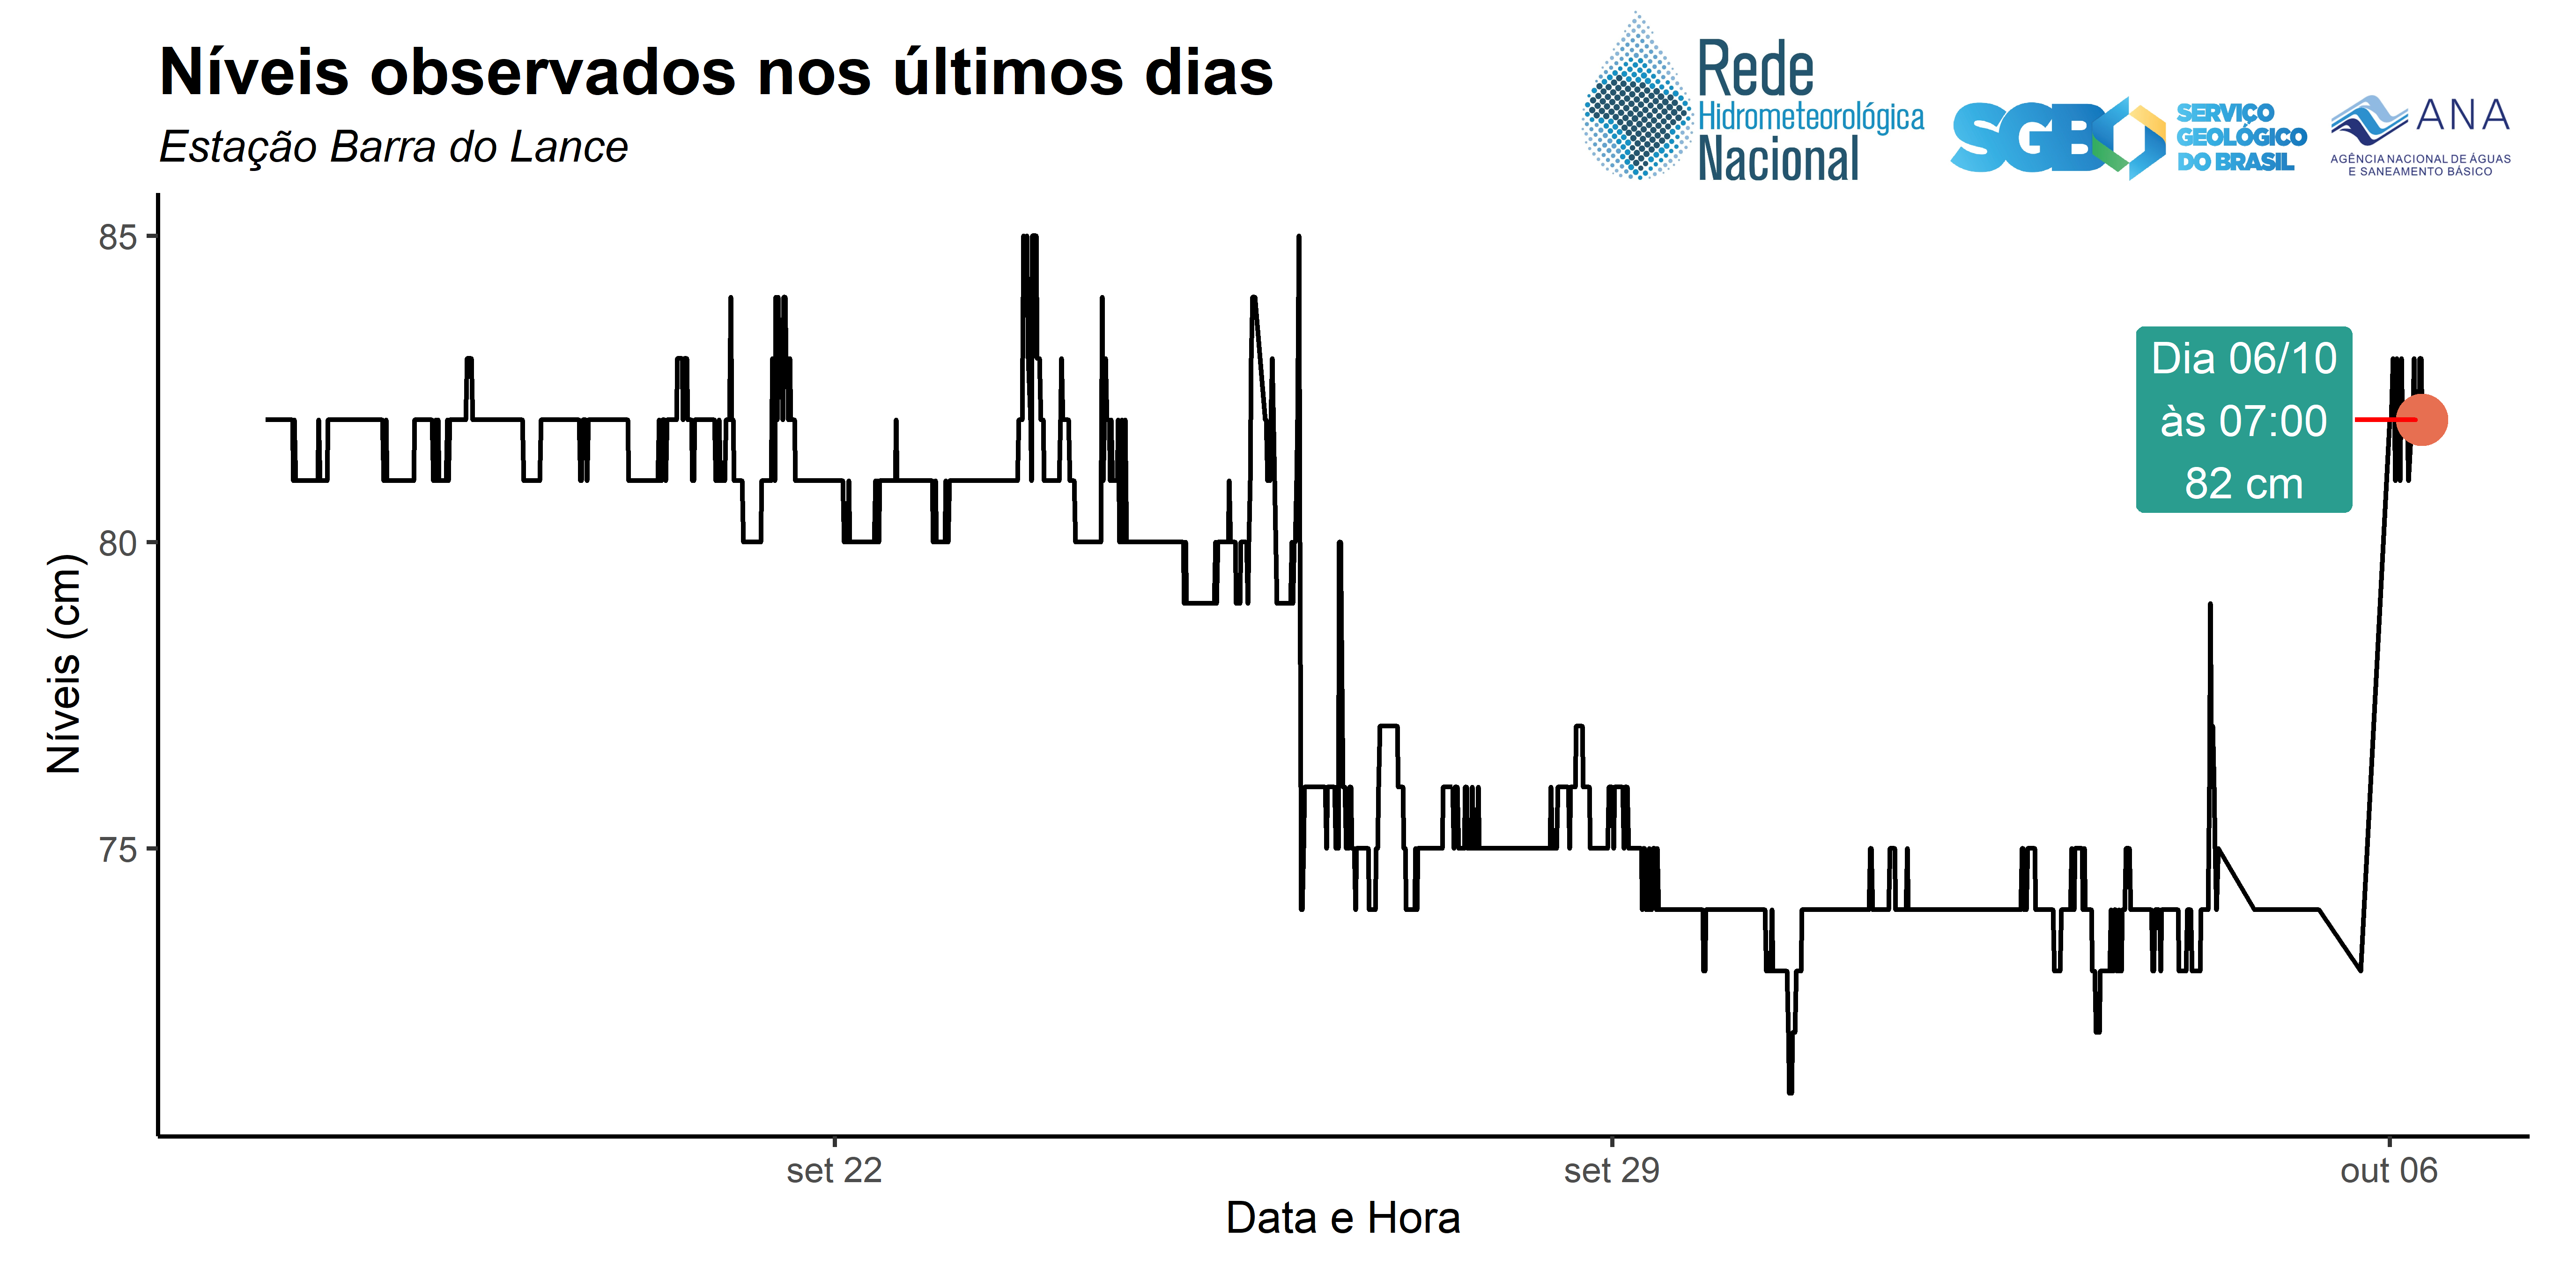 Níveis observados nos últimos dias
Estação Barra do Lance
Rede
Hidrometeorológica
Nacional
SGB
SERVIÇO
GEOLÓGICO
DO BRASIL
ANA
AGÊNCIA NACIONAL DE ÁGUAS
E SANEAMENTO BÁSICO
85
80
75
Níveis (cm)
Dia 06/10
às 07:00
82 cm
set 22
set 29
out 06
Data e Hora